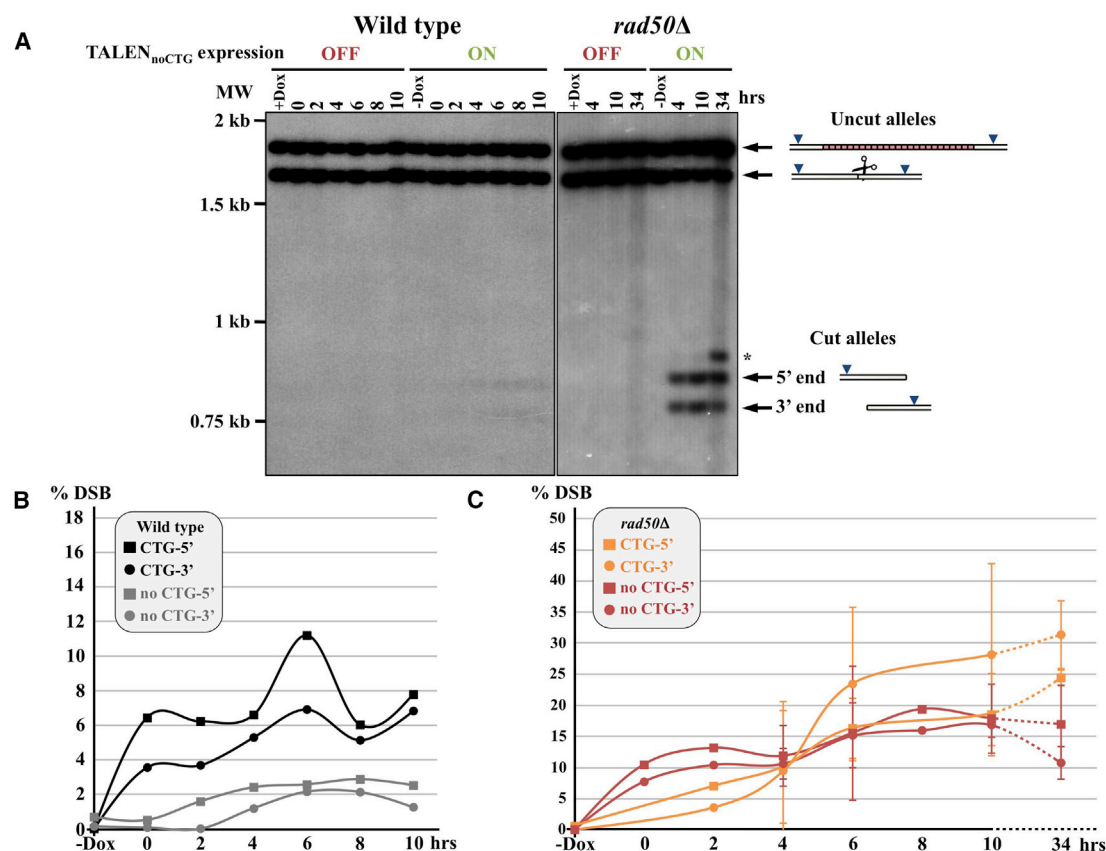 A
Wild type
rad50Δ
TALENnoCTG expression
OFF
ON
OFF
ON
MW
+Dox
0
2
4
6
8
10
-Dox
0
2
4
6
8
10
+Dox
4
10
34
-Dox
4
10
34
hrs
2 kb
1.5 kb
1 kb
0.75 kb
Uncut alleles
Cut alleles
*
5' end
3' end
B
% DSB
18
16
14
12
10
8
6
4
2
0
Wild type
CTG-5'
CTG-3'
no CTG-5'
no CTG-3'
-Dox 0 2 4 6 8 10 hrs
C
% DSB
50
45
40
35
30
25
20
15
10
5
0
rad50Δ
CTG-5'
CTG-3'
no CTG-5'
no CTG-3'
-Dox 0 2 4 6 8 10 34 hrs